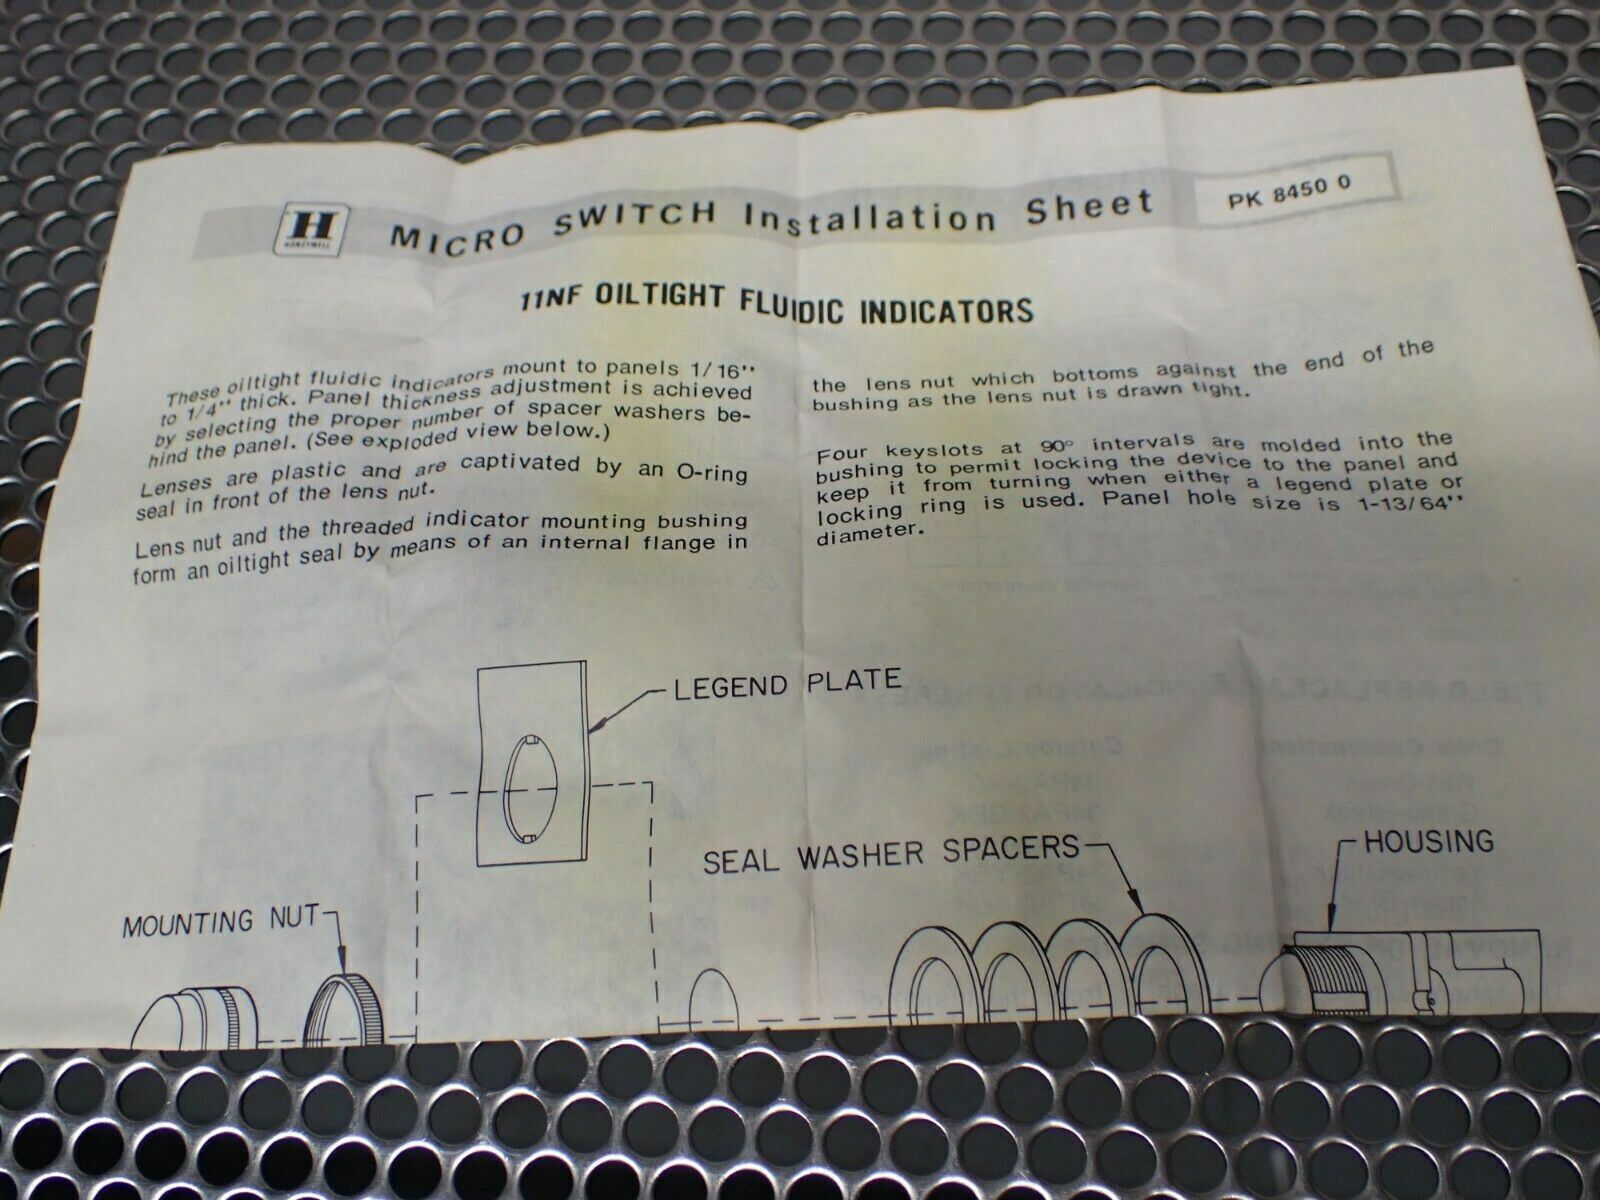 H
HONEYWELL
MICRO SWITCH Installation Sheet
PK 8450 0
11NF OILTIGHT FLUIDIC INDICATORS
These oiltight fluidic indicators mount to panels 1/16''
to 1/4'' thick. Panel thickness adjustment is achieved
by selecting the proper number of spacer washers be-
hind the panel. (See exploded view below.)
Lenses are plastic and are captivated by an O-ring
seal in front of the lens nut.
Lens nut and the threaded indicator mounting bushing
form an oiltight seal by means of an internal flange in
the lens nut which bottoms against the end of the
bushing as the lens nut is drawn tight.
Four keyslots at 90° intervals are molded into the
bushing to permit locking the device to the panel and
keep it from turning when either a legend plate or
locking ring is used. Panel hole size is 1-13/64''
diameter.
LEGEND PLATE
SEAL WASHER SPACERS
HOUSING
MOUNTING NUT